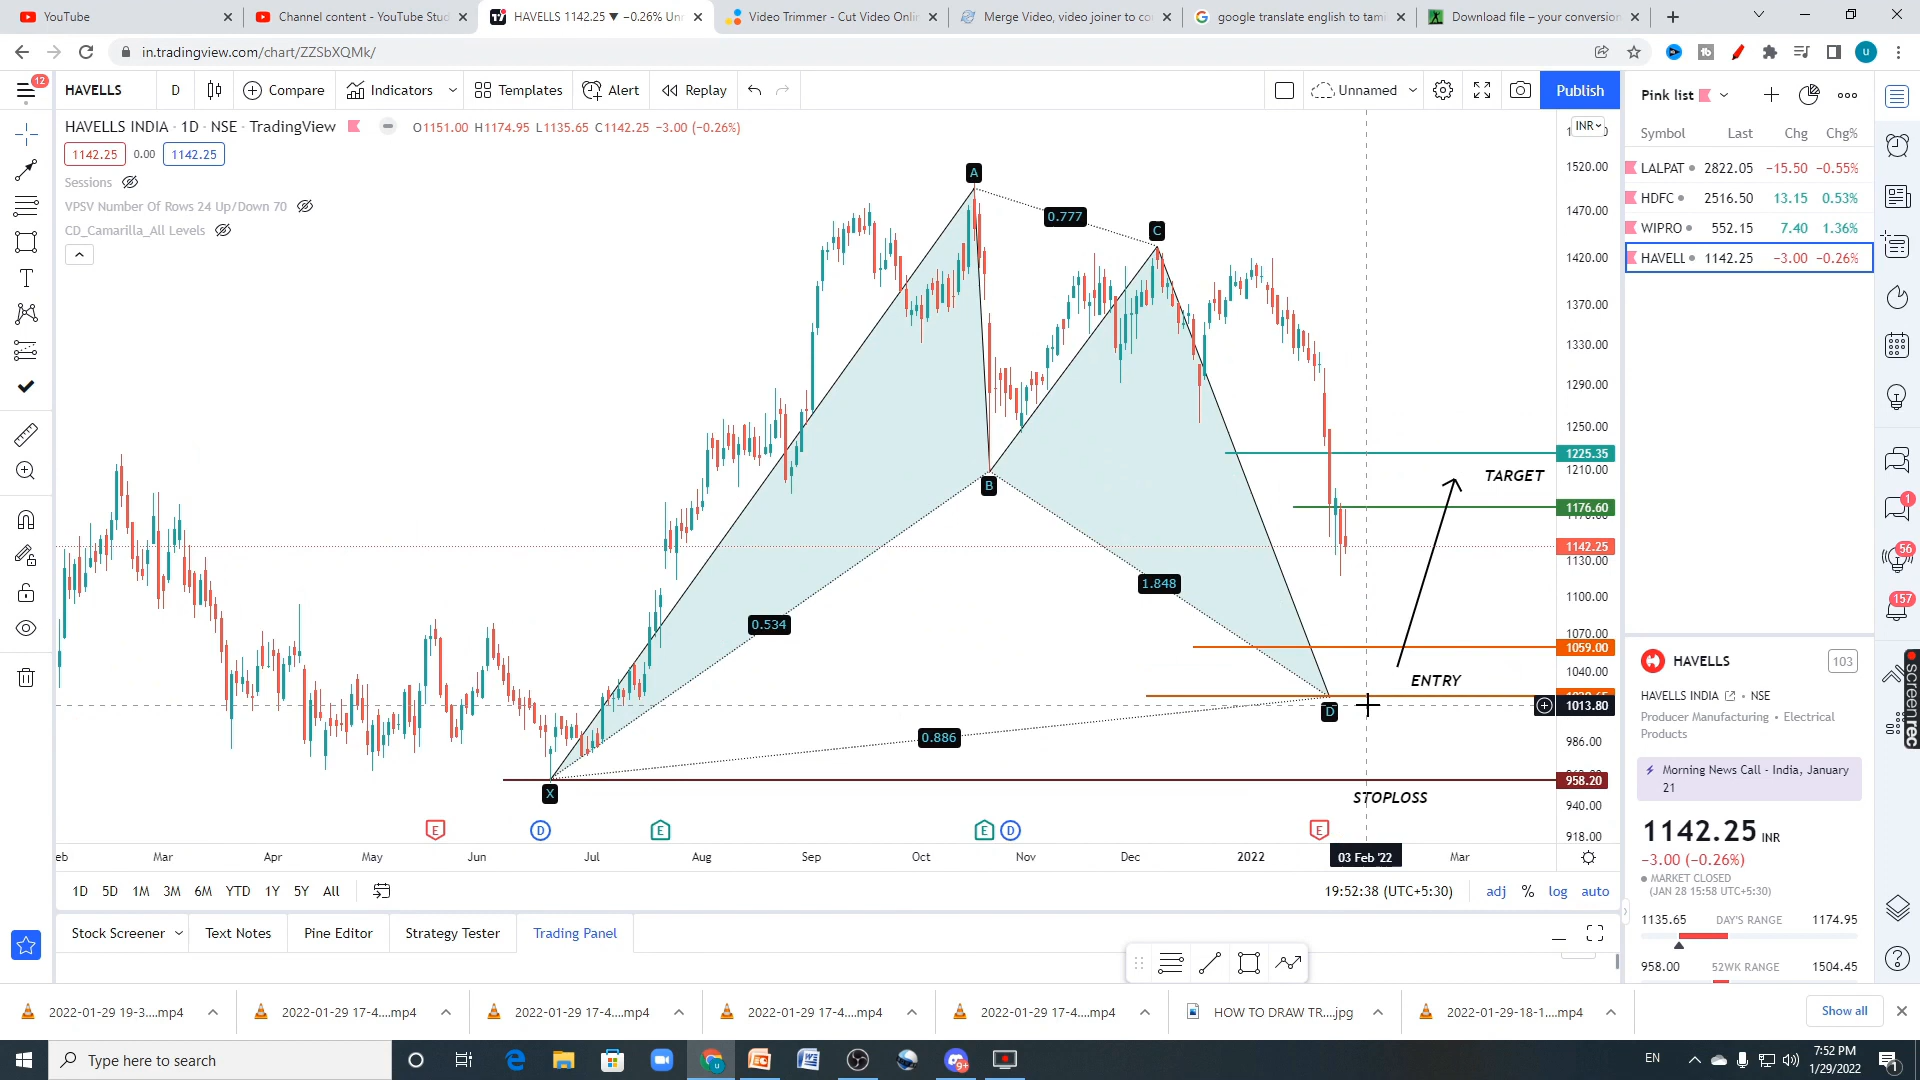 YouTube
Channel content - YouTube Stud
HAVELLS 1142.25 ▼ −0.26% Unn
Video Trimmer - Cut Video Onlin
Merge Video, video joiner to co
google translate english to tami
Download file – your conversion
in.tradingview.com/chart/ZZSbXQMk/
12
HAVELLS
D
Compare
Indicators
Templates
Alert
Replay
Unnamed
Publish
HAVELLS INDIA · 1D · NSE · TradingView
O1151.00 H1174.95 L1135.65 C1142.25 −3.00 (−0.26%)
1142.25
0.00
1142.25
Sessions
VPSV Number Of Rows 24 Up/Down 70
CD_Camarilla_All Levels
A
0.777
C
B
0.534
1.848
0.886
D
X
TARGET
ENTRY
STOPLOSS
INR
1520.00
1470.00
1420.00
1370.00
1330.00
1290.00
1250.00
1225.35
1210.00
1176.60
1142.25
1130.00
1100.00
1070.00
1059.00
1040.00
1013.80
986.00
958.20
940.00
918.00
E
D
E
E
D
E
Mar
Apr
May
Jun
Jul
Aug
Sep
Oct
Nov
Dec
2022
03 Feb '22
Mar
1D 5D 1M 3M 6M YTD 1Y 5Y All
19:52:38 (UTC+5:30)
adj % log auto
Stock Screener
Text Notes
Pine Editor
Strategy Tester
Trading Panel
Pink list
Symbol Last Chg Chg%
LALPAT 2822.05 −15.50 −0.55%
HDFC 2516.50 13.15 0.53%
WIPRO 552.15 7.40 1.36%
HAVELL 1142.25 −3.00 −0.26%
HAVELLS
103
HAVELLS INDIA • NSE
Producer Manufacturing • Electrical
Products
Morning News Call - India, January
21
1142.25 INR
−3.00 (−0.26%)
MARKET CLOSED
(JAN 28 15:58 UTC+5:30)
1135.65 DAY'S RANGE 1174.95
958.00 52WK RANGE 1504.45
1
56
157
screenrec
2022-01-29 19-3....mp4
2022-01-29 17-4....mp4
2022-01-29 17-4....mp4
2022-01-29 17-4....mp4
2022-01-29 17-4....mp4
HOW TO DRAW TR....jpg
2022-01-29-18-1....mp4
Show all
Type here to search
9+
EN
7:52 PM
1/29/2022
1